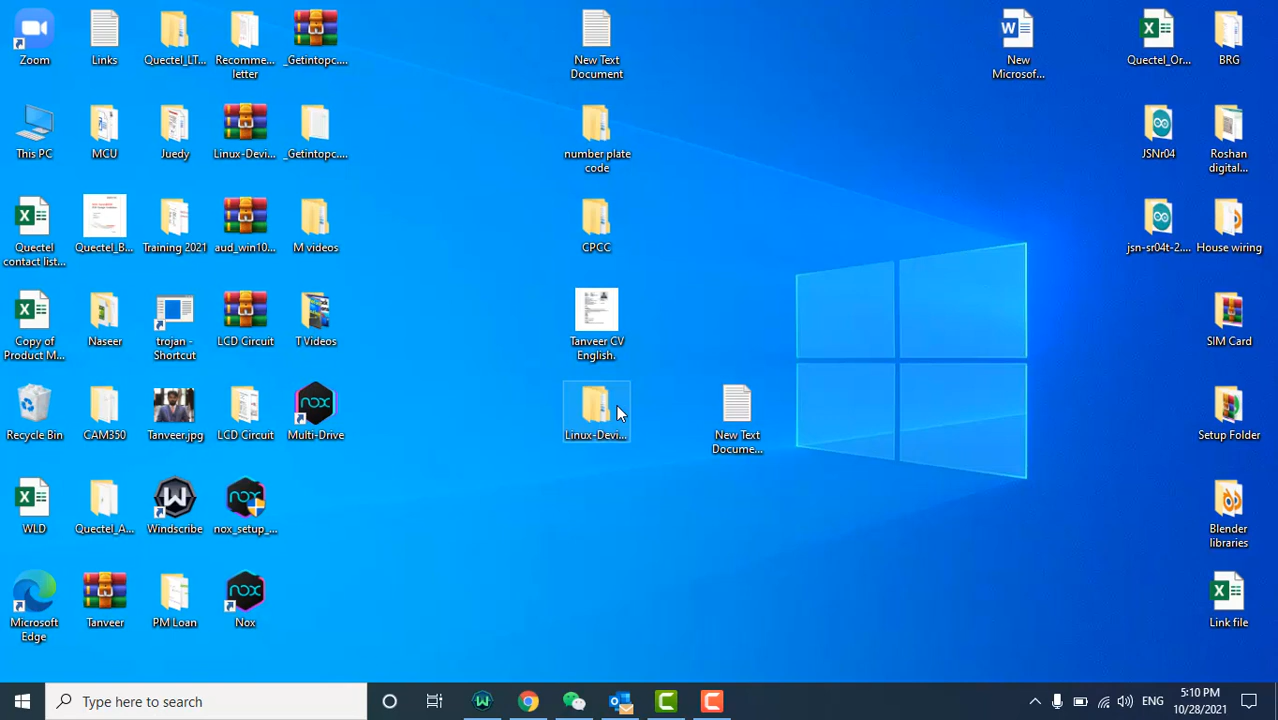 Zoom
Links
Quectel_LT...
Recomme...
letter
_Getintopc....
New Text
Document
New
Microsof...
Quectel_Or...
BRG
This PC
MCU
Juedy
Linux-Devi...
_Getintopc....
number plate
code
JSNr04
Roshan
digital...
Quectel
contact list...
Quectel_B...
Training 2021
aud_win10...
M videos
CPCC
jsn-sr04t-2....
House wiring
Copy of
Product M...
Naseer
trojan -
Shortcut
LCD Circuit
T Videos
Tanveer CV
English.
SIM Card
Recycle Bin
CAM350
Tanveer.jpg
LCD Circuit
nox
Multi-Drive
Linux-Devi...
New Text
Docume...
Setup Folder
WLD
Quectel_A...
Windscribe
nox
nox_setup_...
Blender
libraries
Microsoft
Edge
Tanveer
PM Loan
nox
Nox
Link file
Type here to search
ENG
5:10 PM
10/28/2021